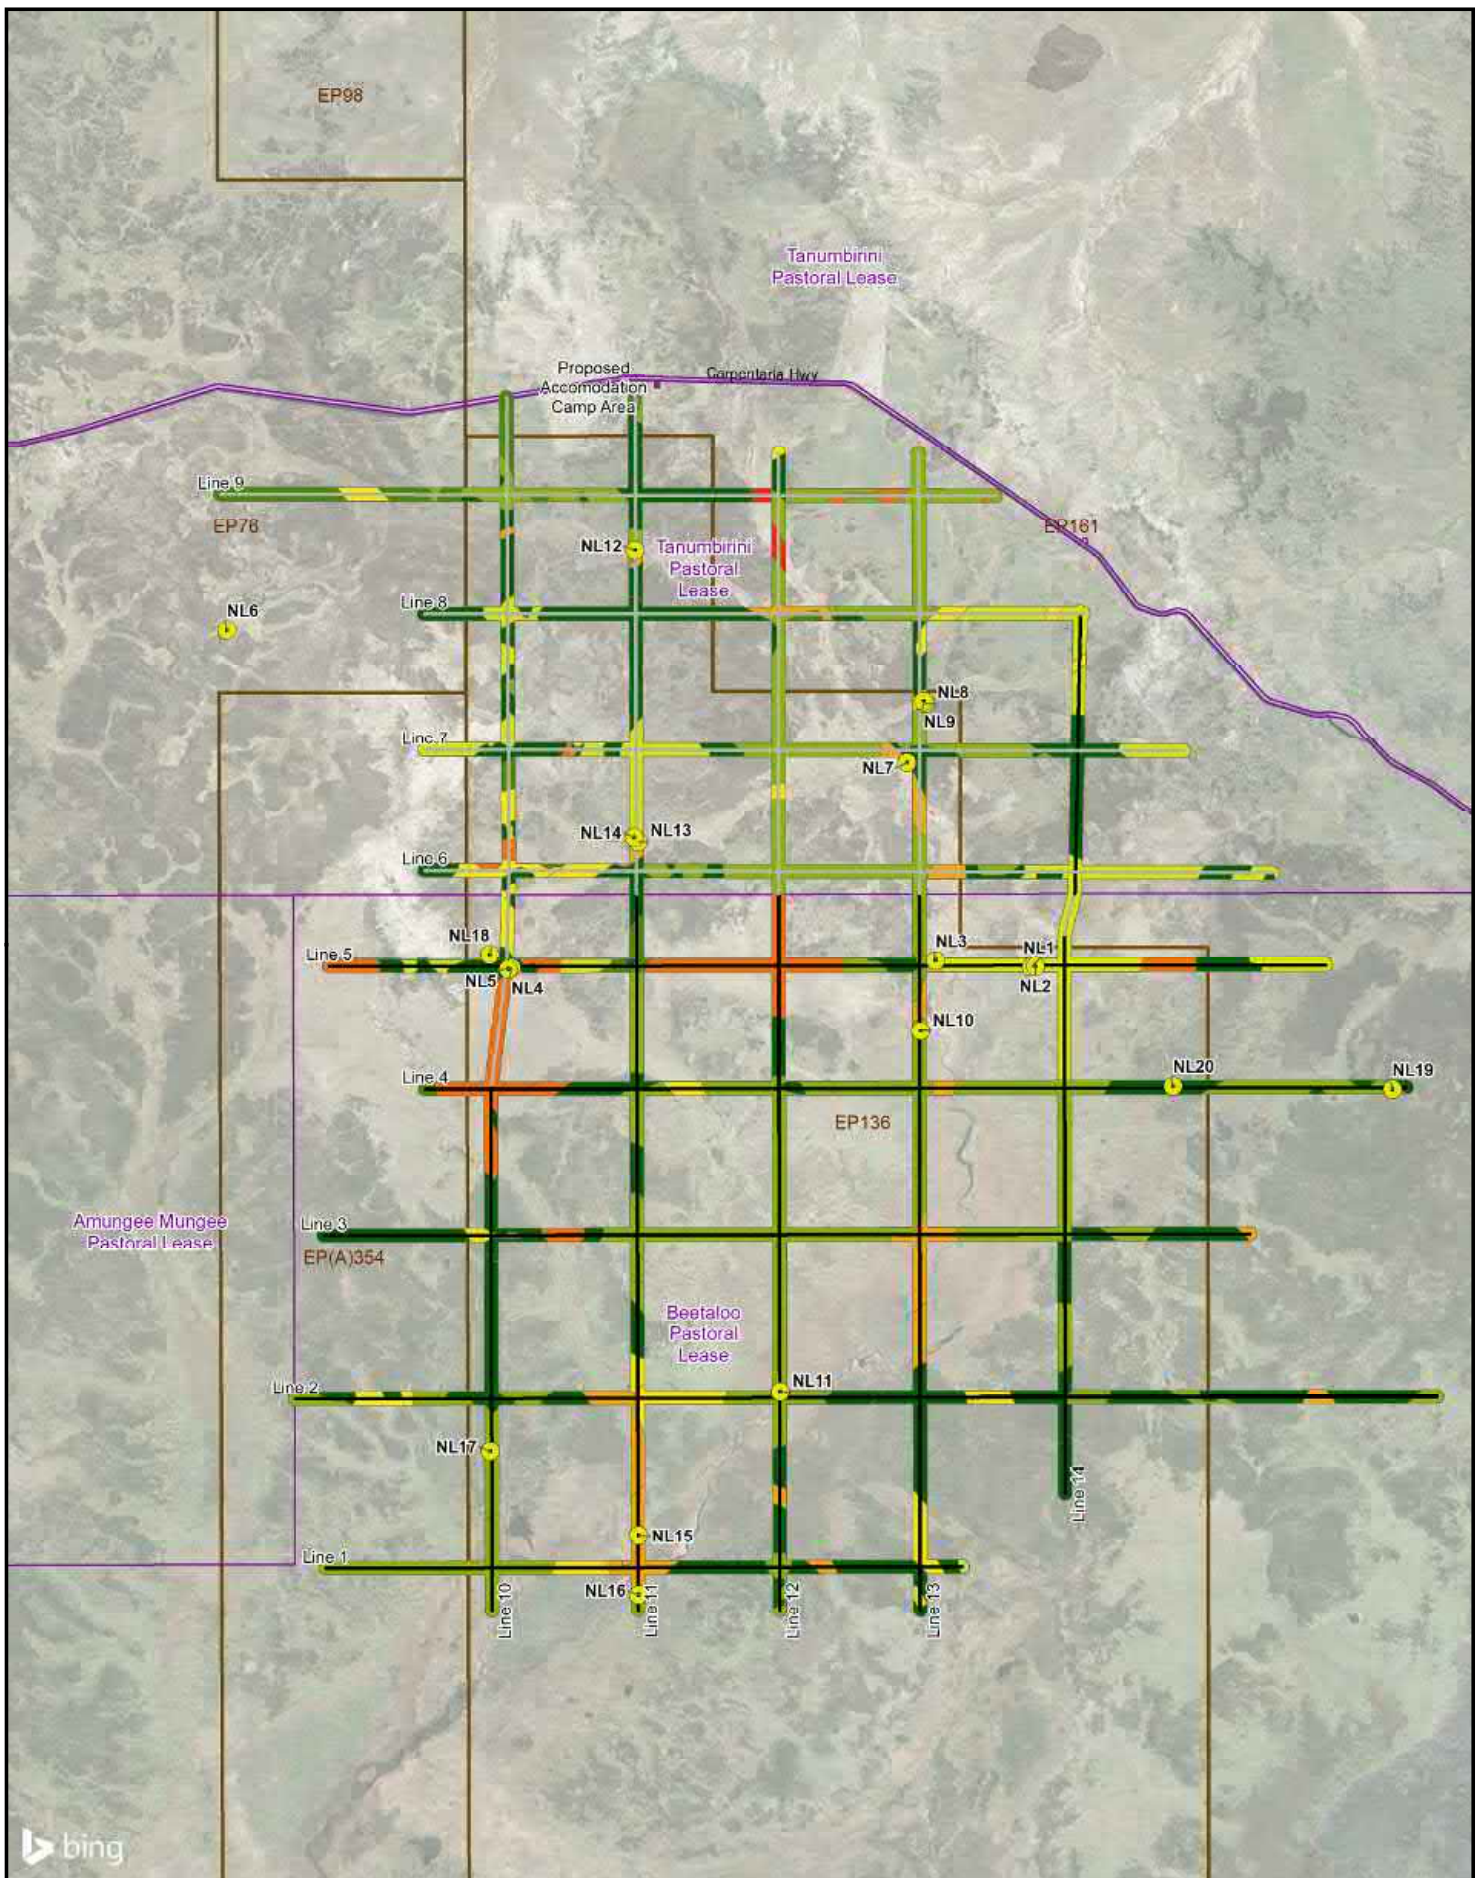 EP98
Tanumbirini
Pastoral Lease
Proposed
Accomodation
Camp Area
Carpentaria Hwy
Line 9
EP76
EP161
NL12
Tanumbirini
Pastoral
Lease
Line 8
NL6
NL8
NL9
Line 7
NL7
NL14
NL13
Line 6
NL18
NL3
NL1
Line 5
NL5
NL4
NL2
NL10
Line 4
NL20
NL19
EP136
Amungee Mungee
Pastoral Lease
Line 3
EP(A)354
Beetaloo
Pastoral
Lease
Line 2
NL11
NL17
Line 14
NL15
Line 1
NL16
Line 10
Line 11
Line 12
Line 13
bing